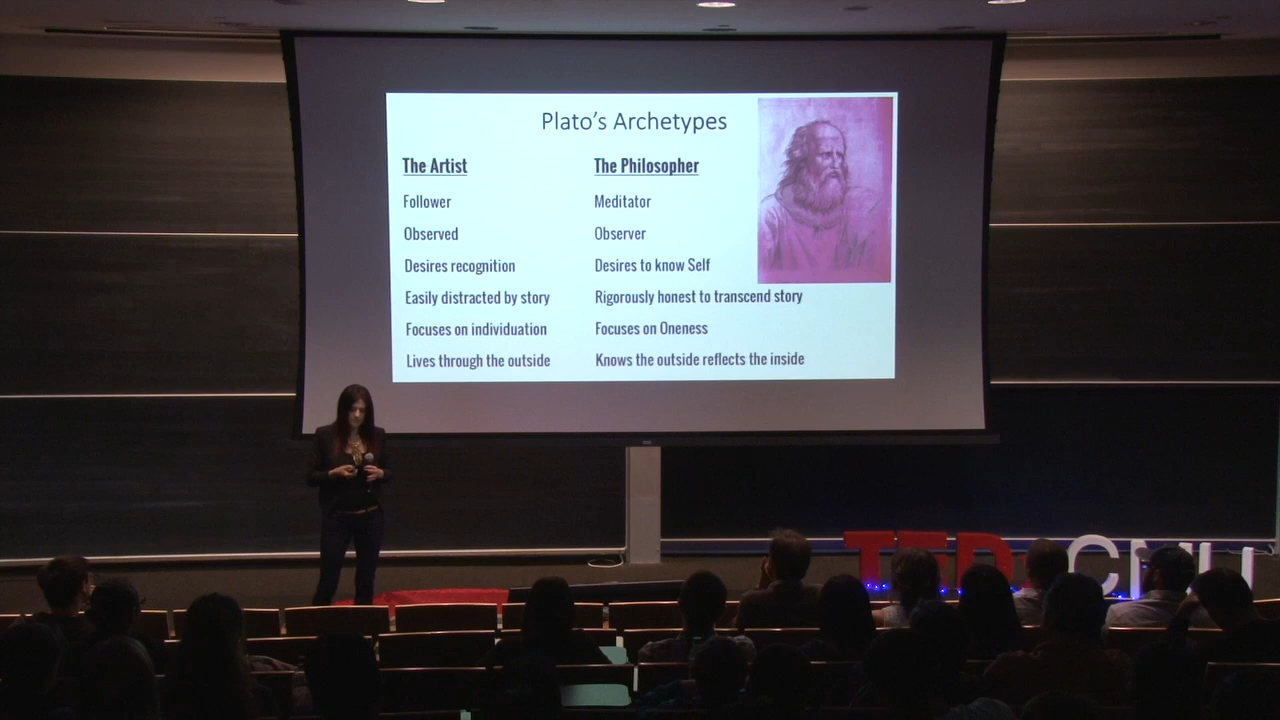 Plato's Archetypes
The Artist
Follower
Observed
Desires recognition
Easily distracted by story
Focuses on individuation
Lives through the outside
The Philosopher
Meditator
Observer
Desires to know Self
Rigorously honest to transcend story
Focuses on Oneness
Knows the outside reflects the inside
TED CMU